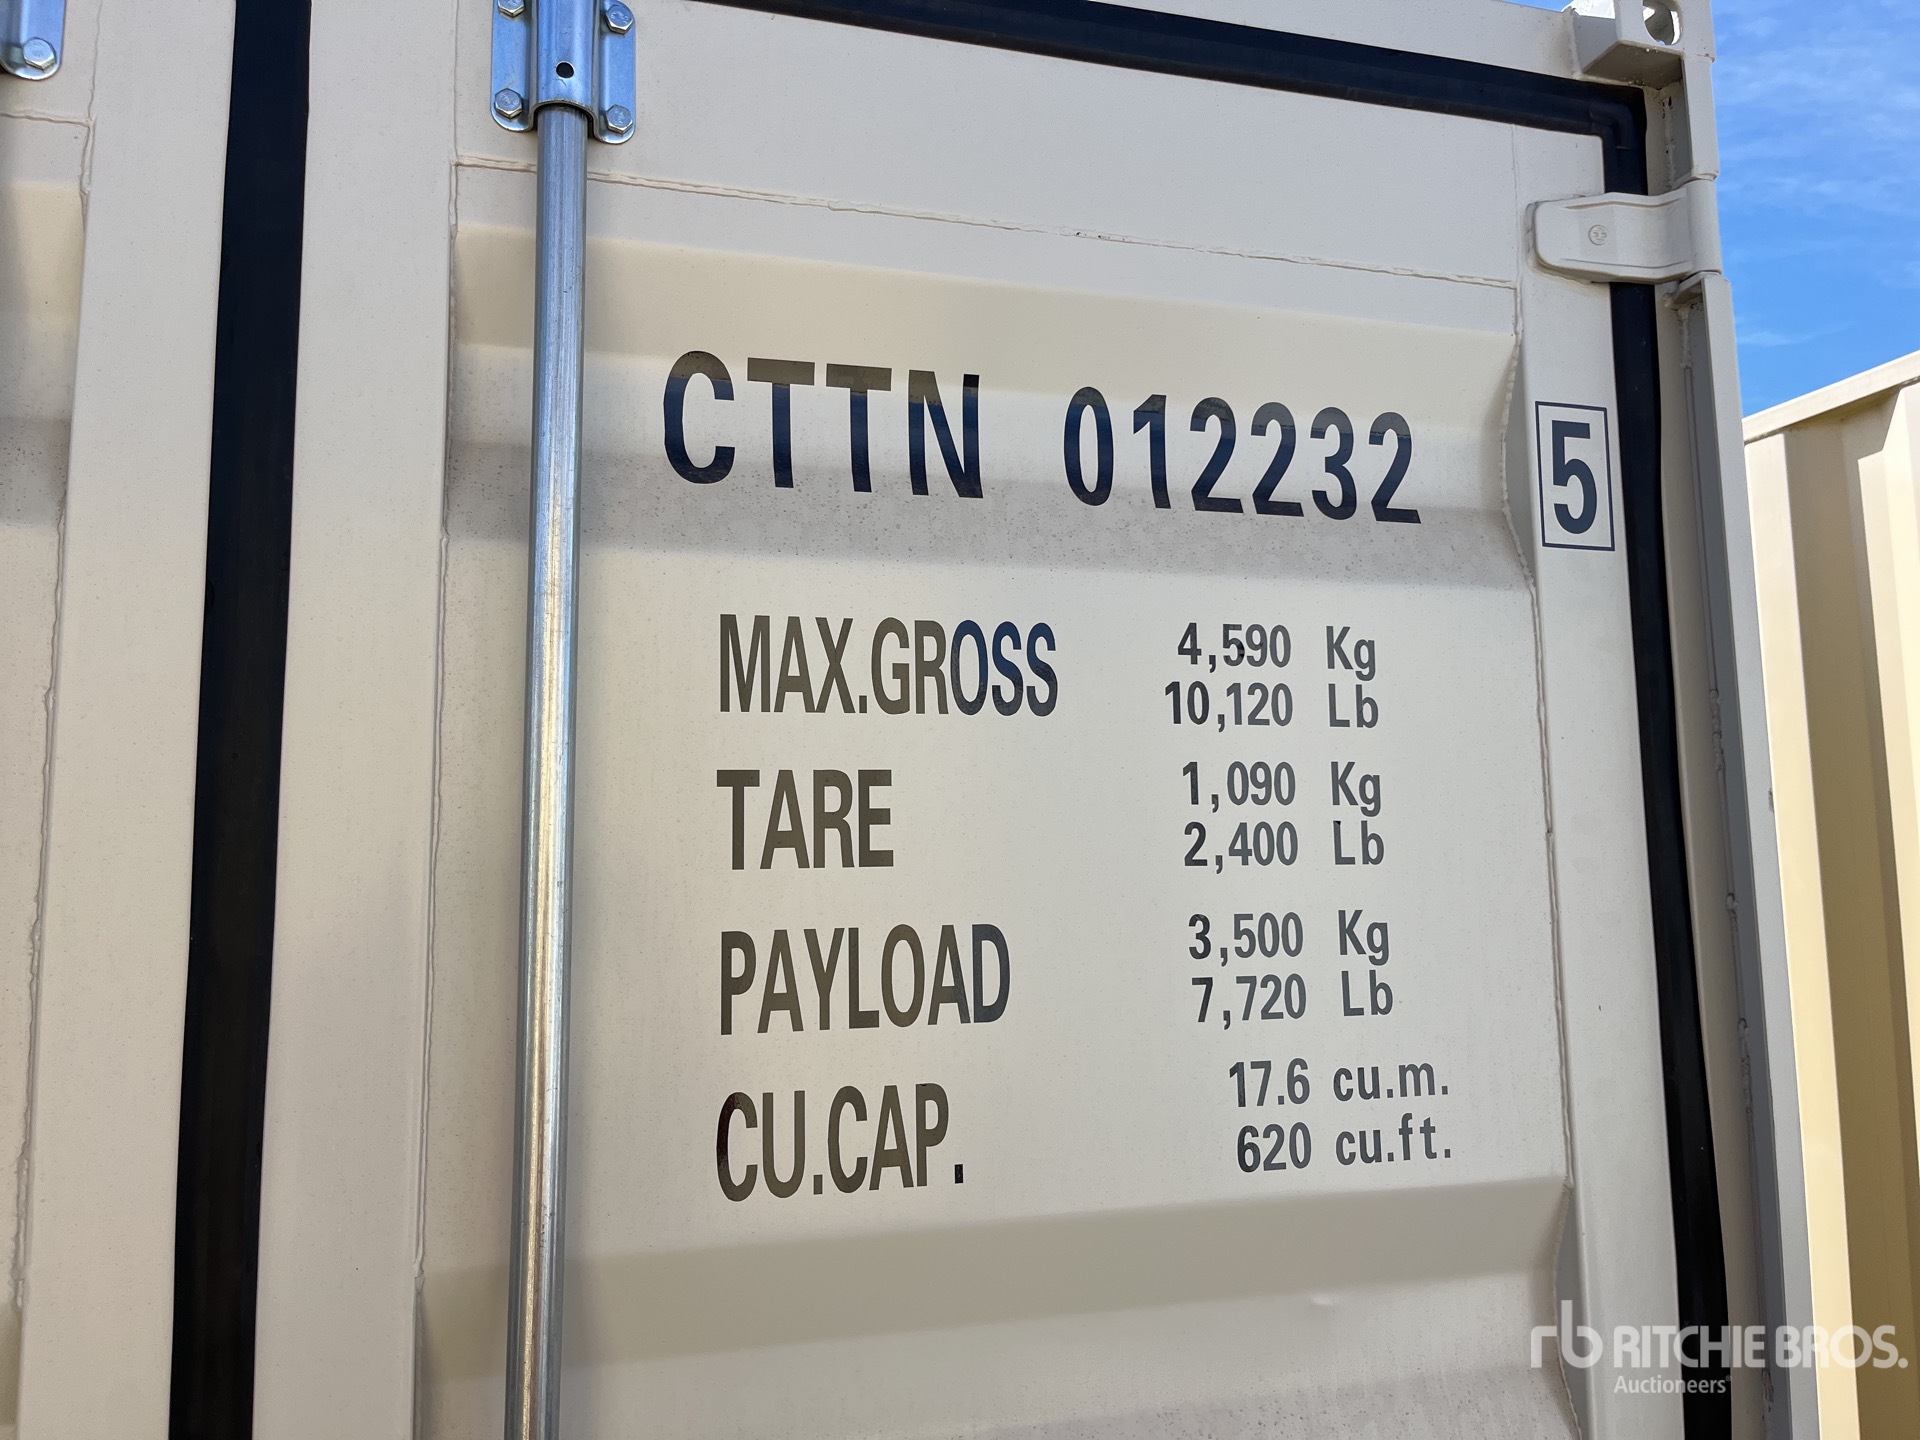 CTTN 012232 5
MAX.GROSS 4,590 Kg
10,120 Lb
TARE 1,090 Kg
2,400 Lb
PAYLOAD 3,500 Kg
7,720 Lb
CU.CAP. 17.6 cu.m.
620 cu.ft.
rb RITCHIE BROS.
Auctioneers